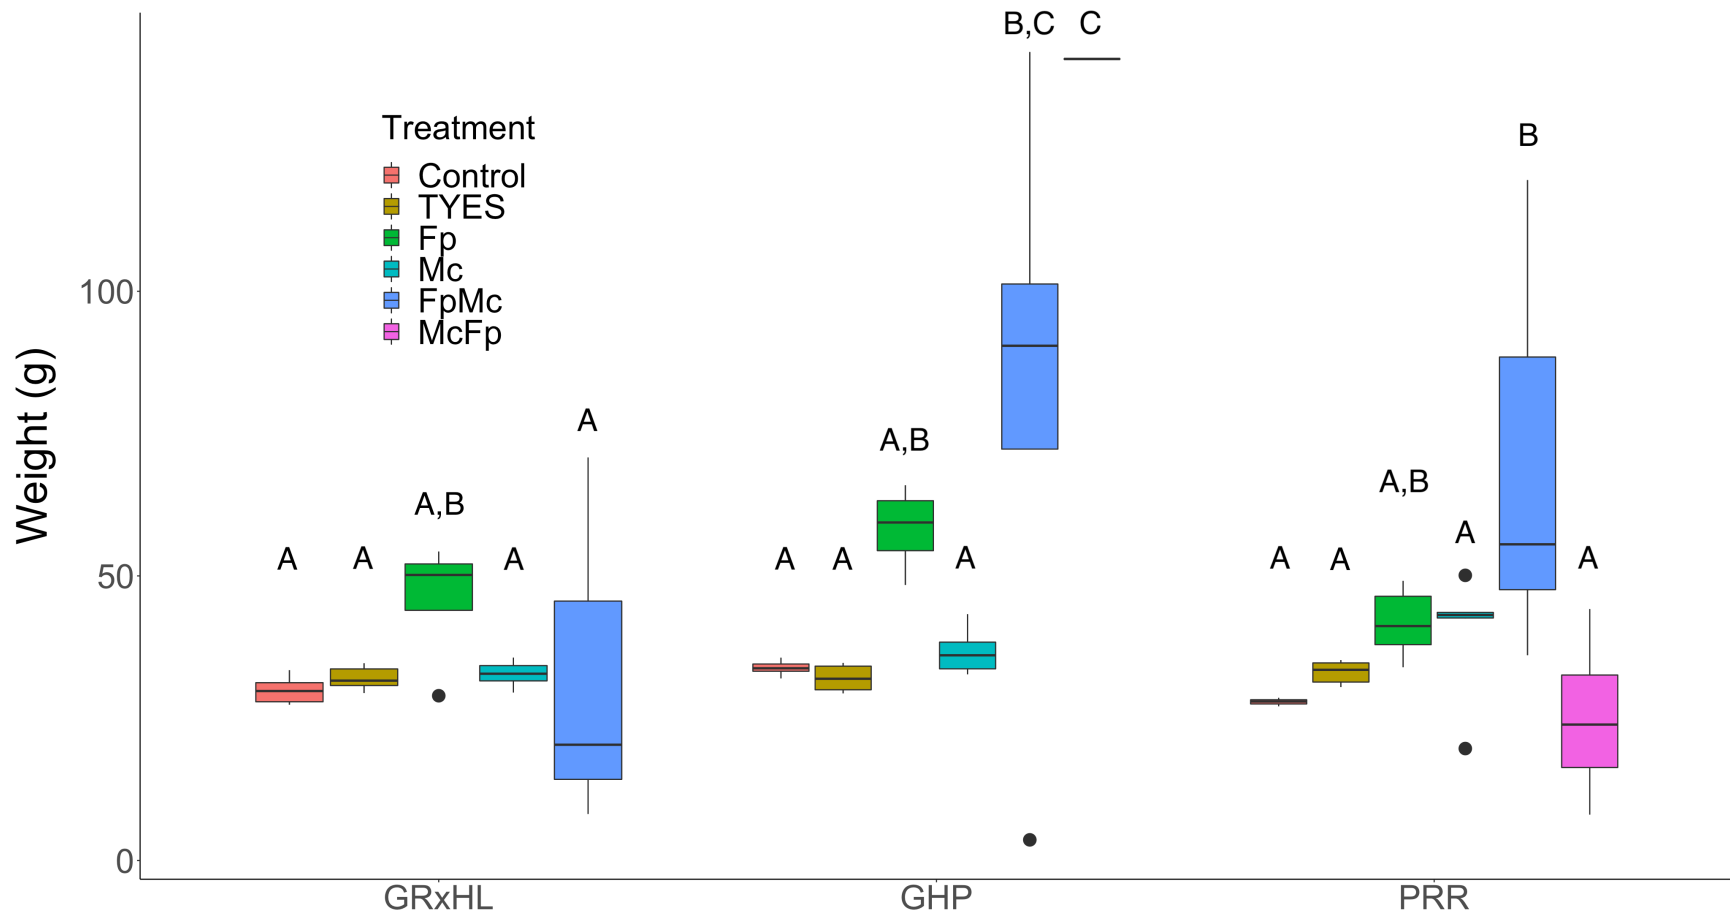 B,C C
B
Treatment
Control
TYES
Fp
Mc
FpMc
McFp
Weight (g)
100
50
0
A A A,B A A
A A A,B A
A A A,B A A
GRxHL GHP PRR